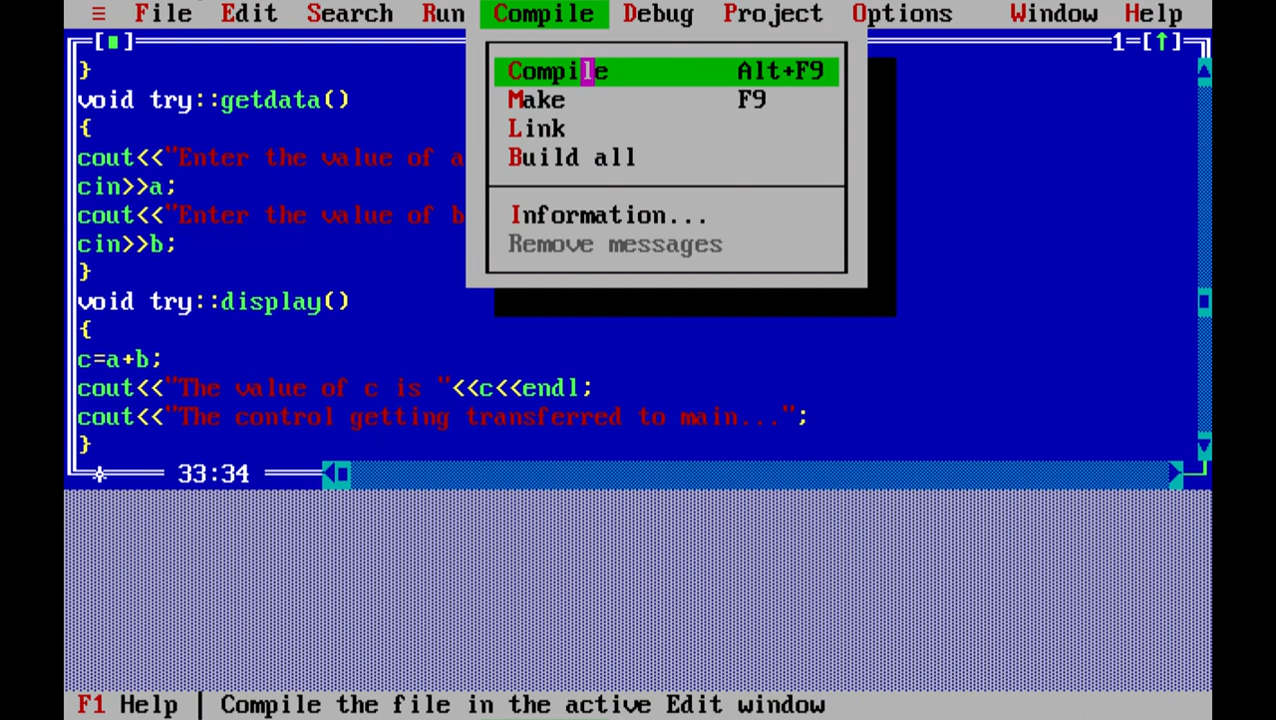 ≡ File Edit Search Run Compile Debug Project Options Window Help
1=[↑]
}
void try::getdata()
{
cout<<"Enter the value of a
cin>>a;
cout<<"Enter the value of b
cin>>b;
}
void try::display()
{
c=a+b;
cout<<"The value of c is "<<c<<endl;
cout<<"The control getting transferred to main...";
}
33:34
Compile Alt+F9
Make F9
Link
Build all
Information...
Remove messages
F1 Help | Compile the file in the active Edit window